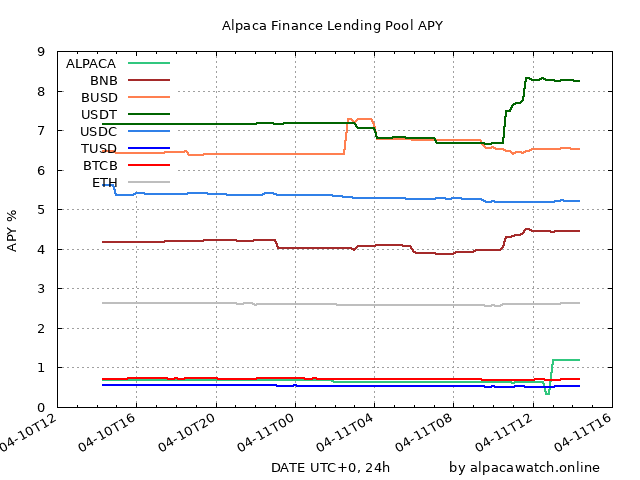 Alpaca Finance Lending Pool APY
9
8
7
6
5
4
3
2
1
0
APY %
ALPACA
BNB
BUSD
USDT
USDC
TUSD
BTCB
ETH
04-10T12
04-10T16
04-10T20
04-11T00
04-11T04
04-11T08
04-11T12
04-11T16
DATE UTC+0, 24h
by alpacawatch.online